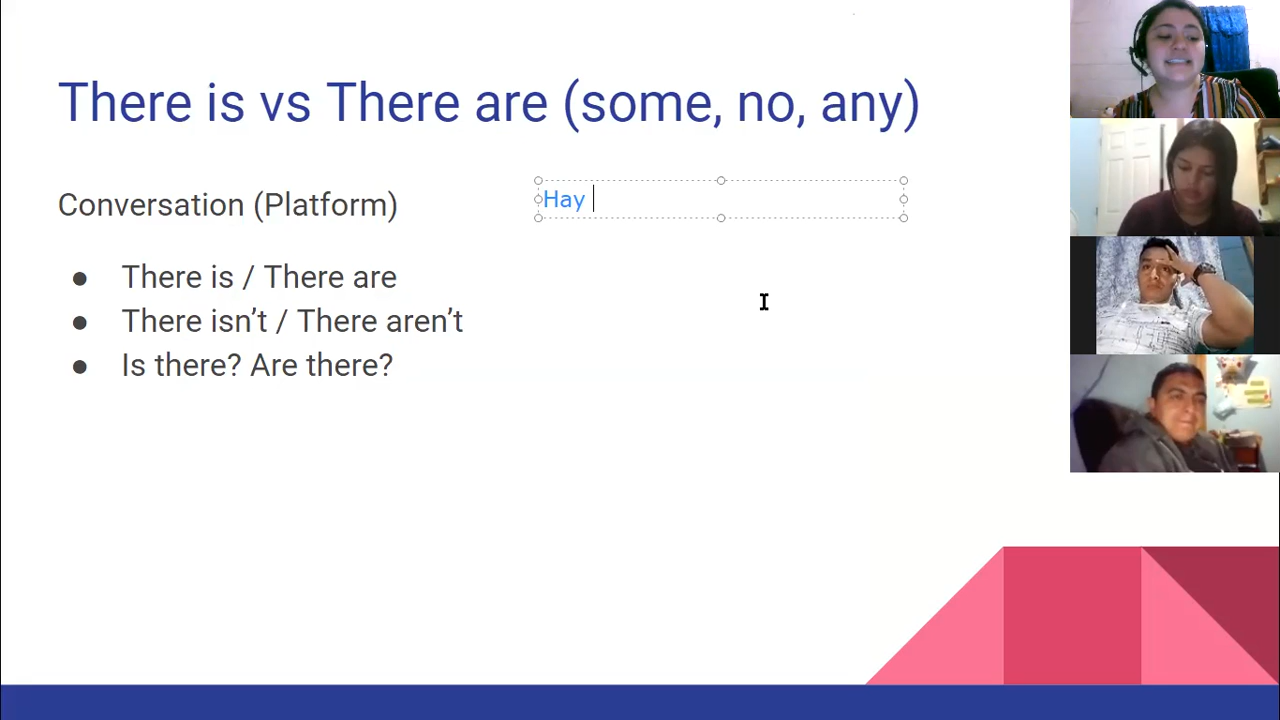 There is vs There are (some, no, any)
Conversation (Platform)
Hay
● There is / There are
● There isn’t / There aren’t
● Is there? Are there?